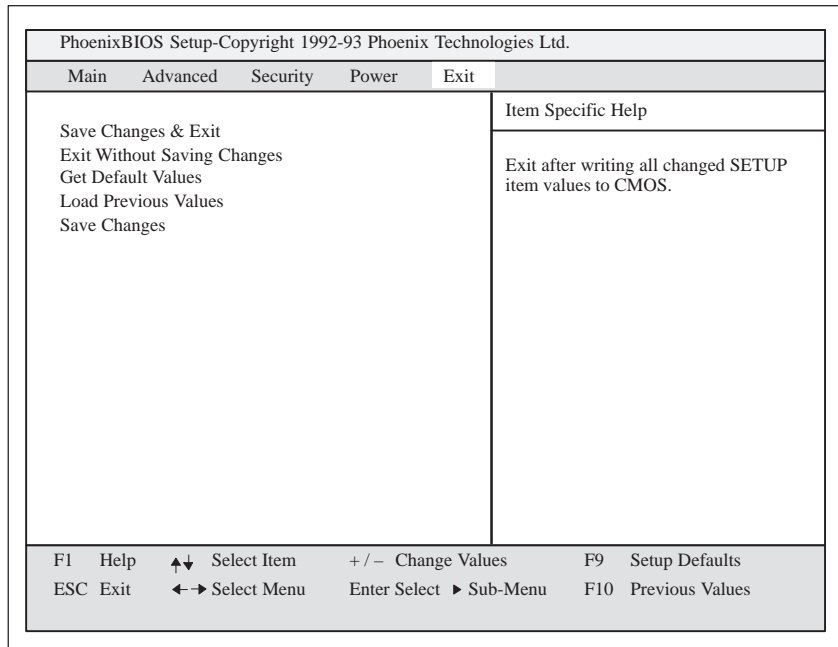 PhoenixBIOS Setup-Copyright 1992-93 Phoenix Technologies Ltd.
Main Advanced Security Power Exit
Save Changes & Exit
Exit Without Saving Changes
Get Default Values
Load Previous Values
Save Changes
Item Specific Help
Exit after writing all changed SETUP
item values to CMOS.
F1 Help Select Item +/– Change Values F9 Setup Defaults
ESC Exit Select Menu Enter Select Sub-Menu F10 Previous Values